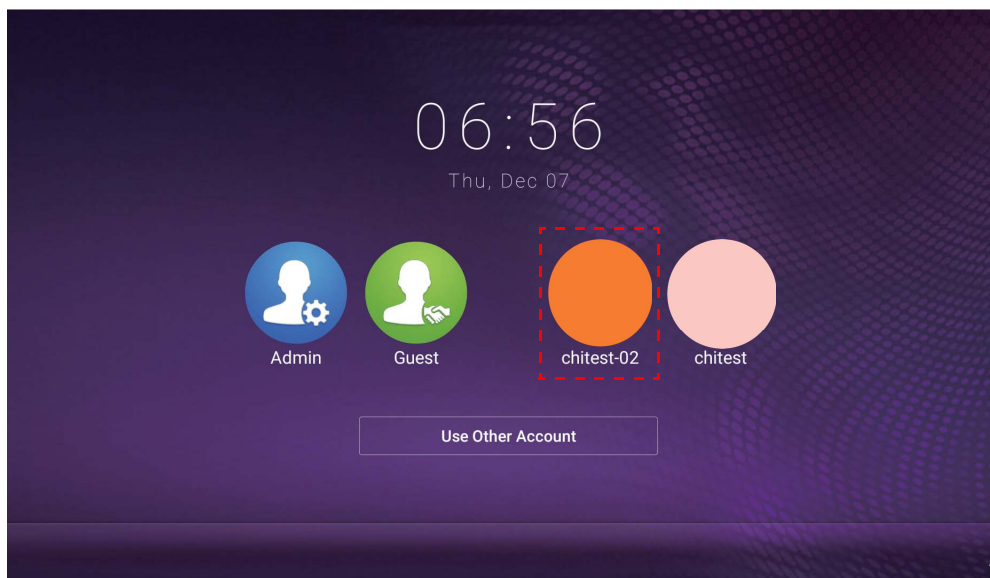 06:56
Thu, Dec 07
Admin
Guest
chitest-02
chitest
Use Other Account